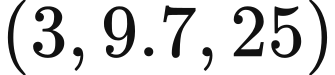 (3, 9.7, 25)